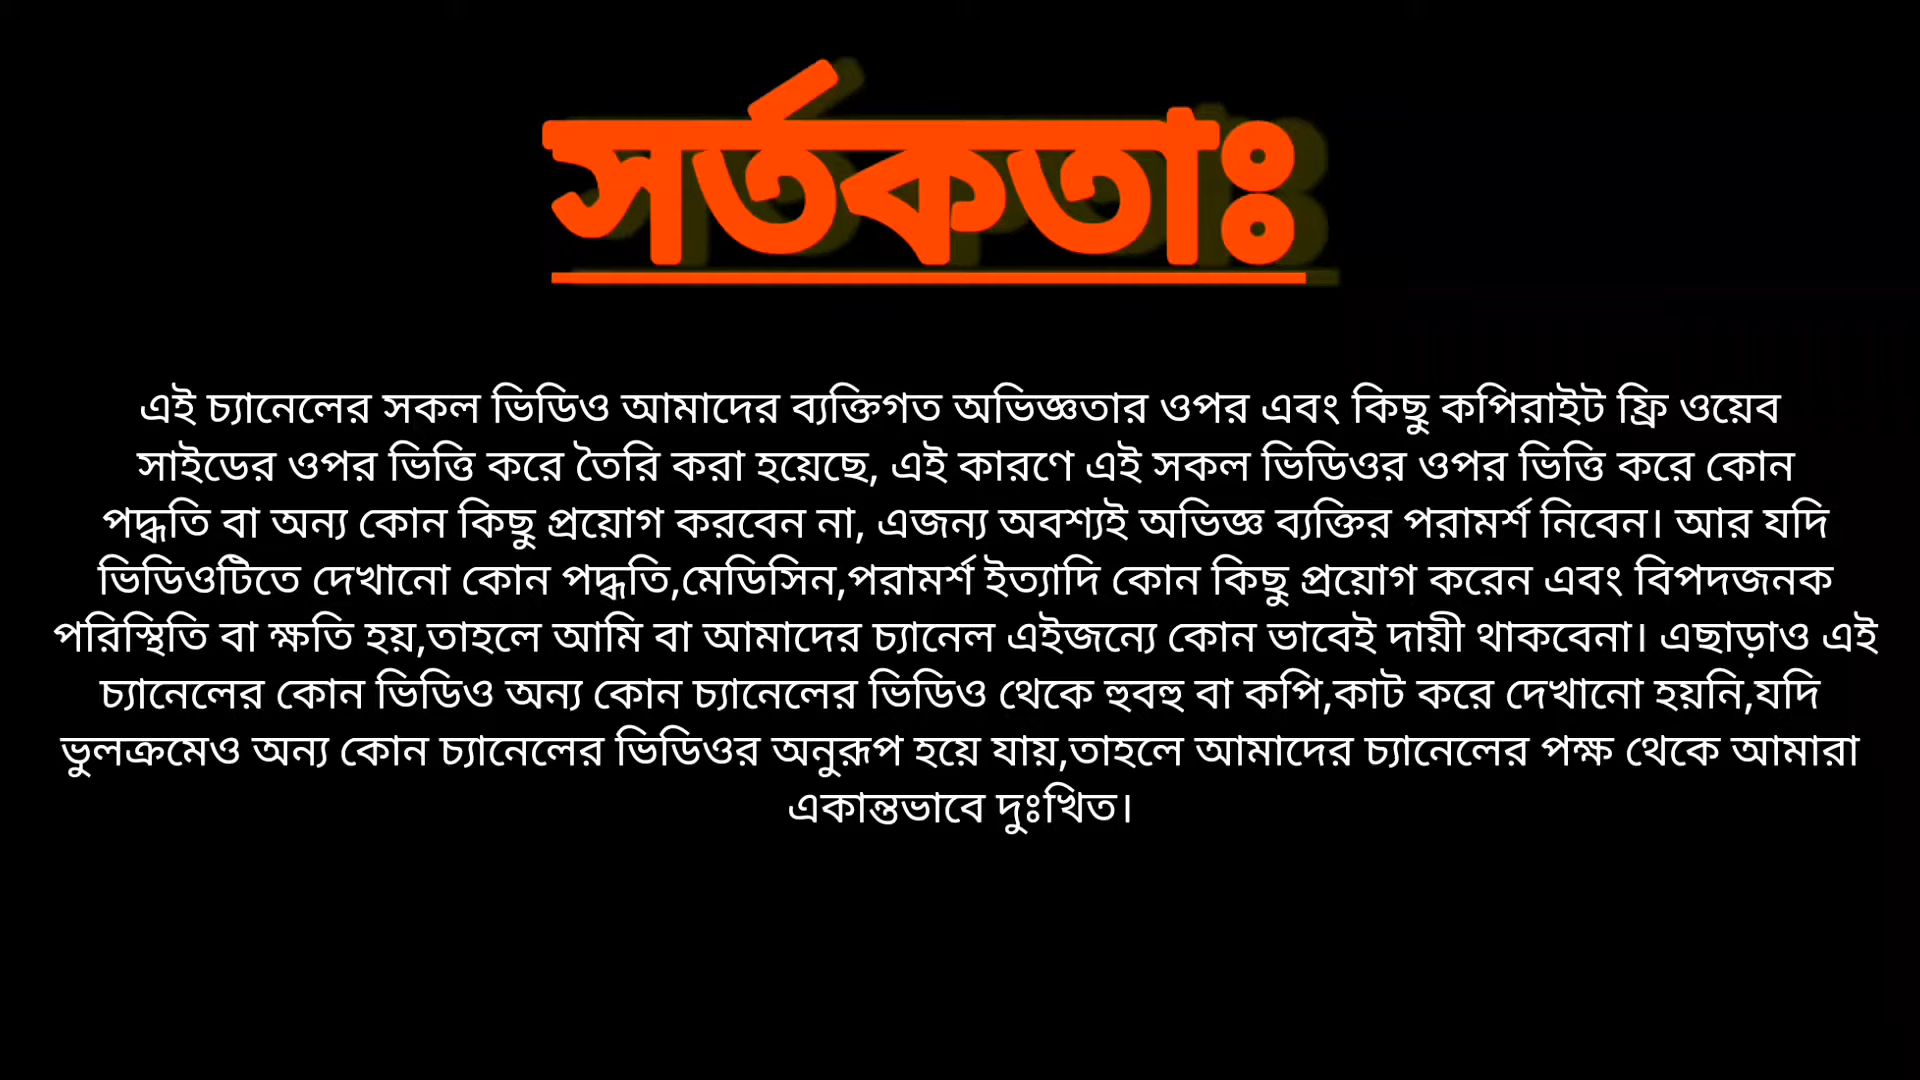 সর্তকতাঃ
এই চ্যানেলের সকল ভিডিও আমাদের ব্যক্তিগত অভিজ্ঞতার ওপর এবং কিছু কপিরাইট ফ্রি ওয়েব
সাইডের ওপর ভিত্তি করে তৈরি করা হয়েছে, এই কারণে এই সকল ভিডিওর ওপর ভিত্তি করে কোন
পদ্ধতি বা অন্য কোন কিছু প্রয়োগ করবেন না, এজন্য অবশ্যই অভিজ্ঞ ব্যক্তির পরামর্শ নিবেন। আর যদি
ভিডিওটিতে দেখানো কোন পদ্ধতি,মেডিসিন,পরামর্শ ইত্যাদি কোন কিছু প্রয়োগ করেন এবং বিপদজনক
পরিস্থিতি বা ক্ষতি হয়,তাহলে আমি বা আমাদের চ্যানেল এইজন্যে কোন ভাবেই দায়ী থাকবেনা। এছাড়াও এই
চ্যানেলের কোন ভিডিও অন্য কোন চ্যানেলের ভিডিও থেকে হুবহু বা কপি,কাট করে দেখানো হয়নি,যদি
ভুলক্রমেও অন্য কোন চ্যানেলের ভিডিওর অনুরূপ হয়ে যায়,তাহলে আমাদের চ্যানেলের পক্ষ থেকে আমারা
একান্তভাবে দুঃখিত।